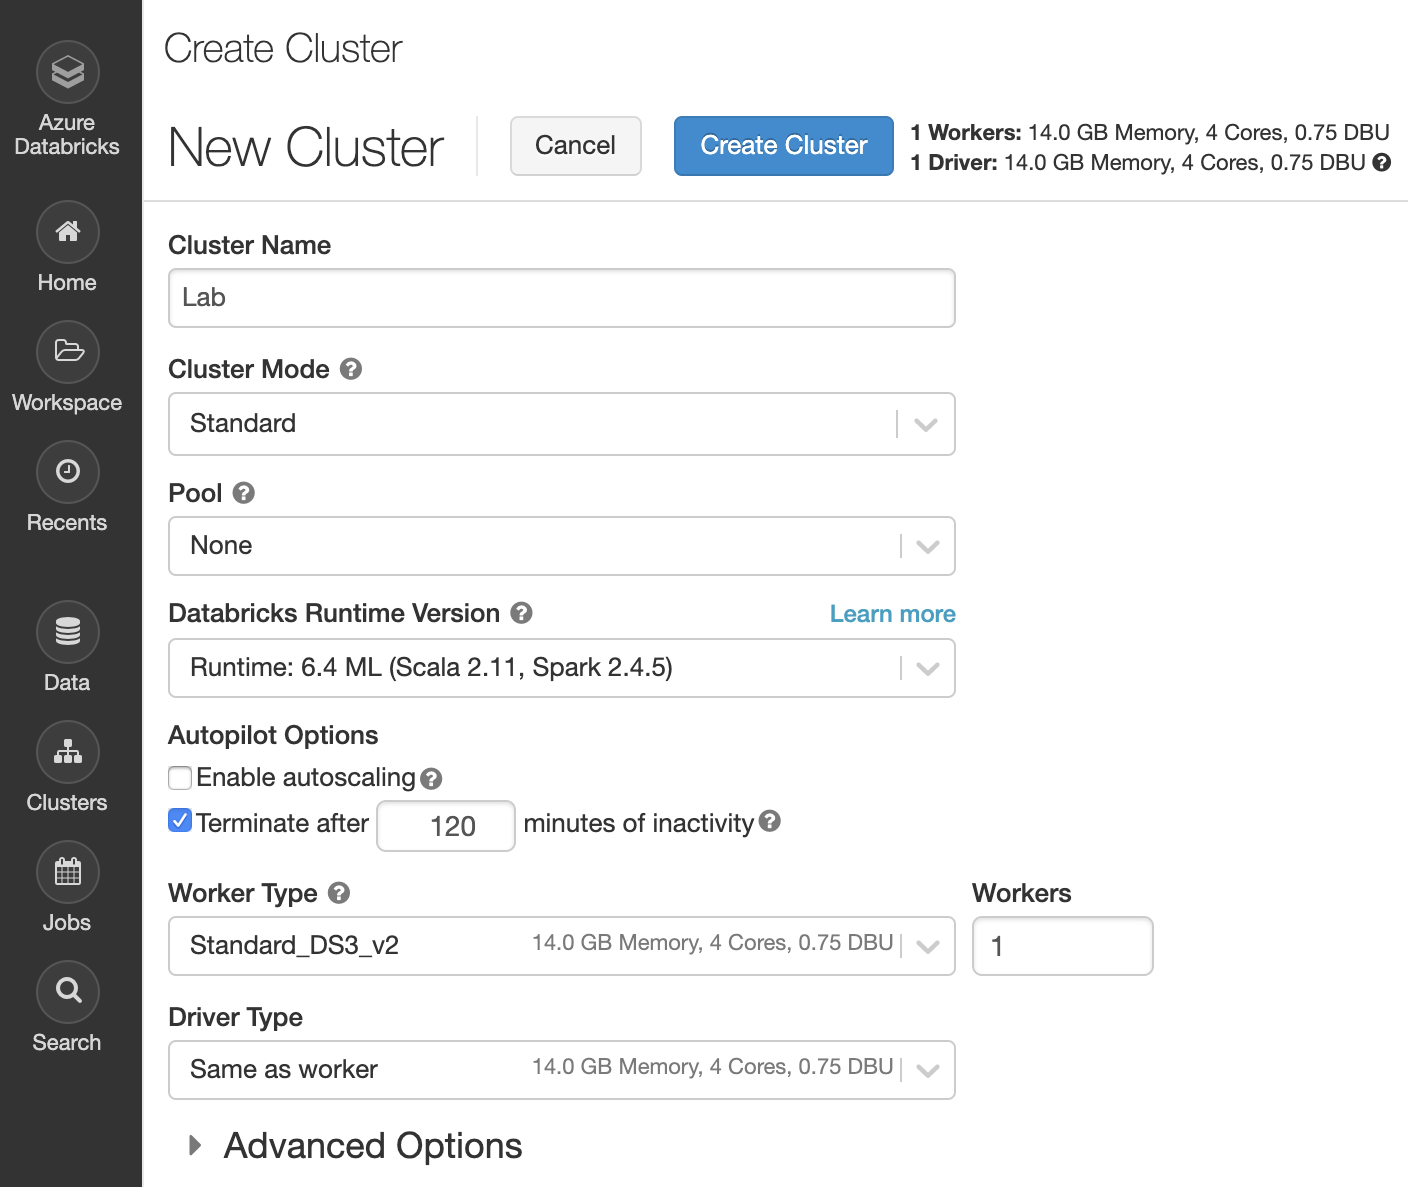 Azure
Databricks
Home
Workspace
Recents
Data
Clusters
Jobs
Search
Create Cluster
New Cluster
Cancel
Create Cluster
1 Workers: 14.0 GB Memory, 4 Cores, 0.75 DBU
1 Driver: 14.0 GB Memory, 4 Cores, 0.75 DBU ?
Cluster Name
Lab
Cluster Mode ?
Standard
Pool ?
None
Databricks Runtime Version ? Learn more
Runtime: 6.4 ML (Scala 2.11, Spark 2.4.5)
Autopilot Options
Enable autoscaling ?
Terminate after 120 minutes of inactivity ?
Worker Type ? Workers
Standard_DS3_v2 14.0 GB Memory, 4 Cores, 0.75 DBU 1
Driver Type
Same as worker 14.0 GB Memory, 4 Cores, 0.75 DBU
Advanced Options